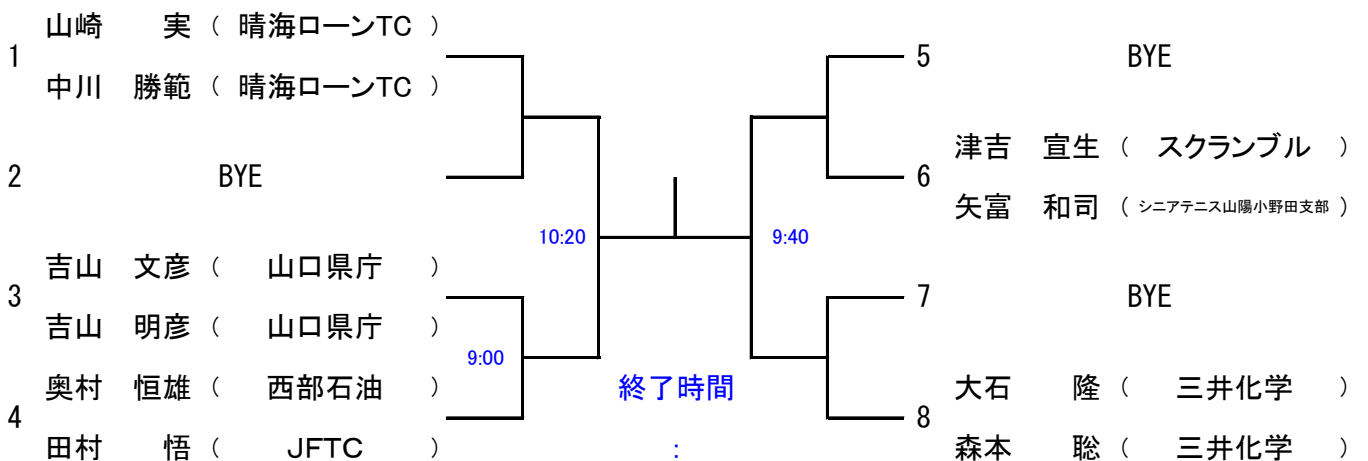 1
山崎 実 ( 晴海ローンTC )
中川 勝範 ( 晴海ローンTC )
2 BYE
3
吉山 文彦 ( 山口県庁 )
吉山 明彦 ( 山口県庁 )
4
奥村 恒雄 ( 西部石油 )
田村 悟 ( JFTC )
10:20
9:00
9:40
終了時間
:
5 BYE
6
津吉 宣生 ( スクランブル )
矢富 和司 ( シニアテニス山陽小野田支部 )
7 BYE
8
大石 隆 ( 三井化学 )
森本 聡 ( 三井化学 )